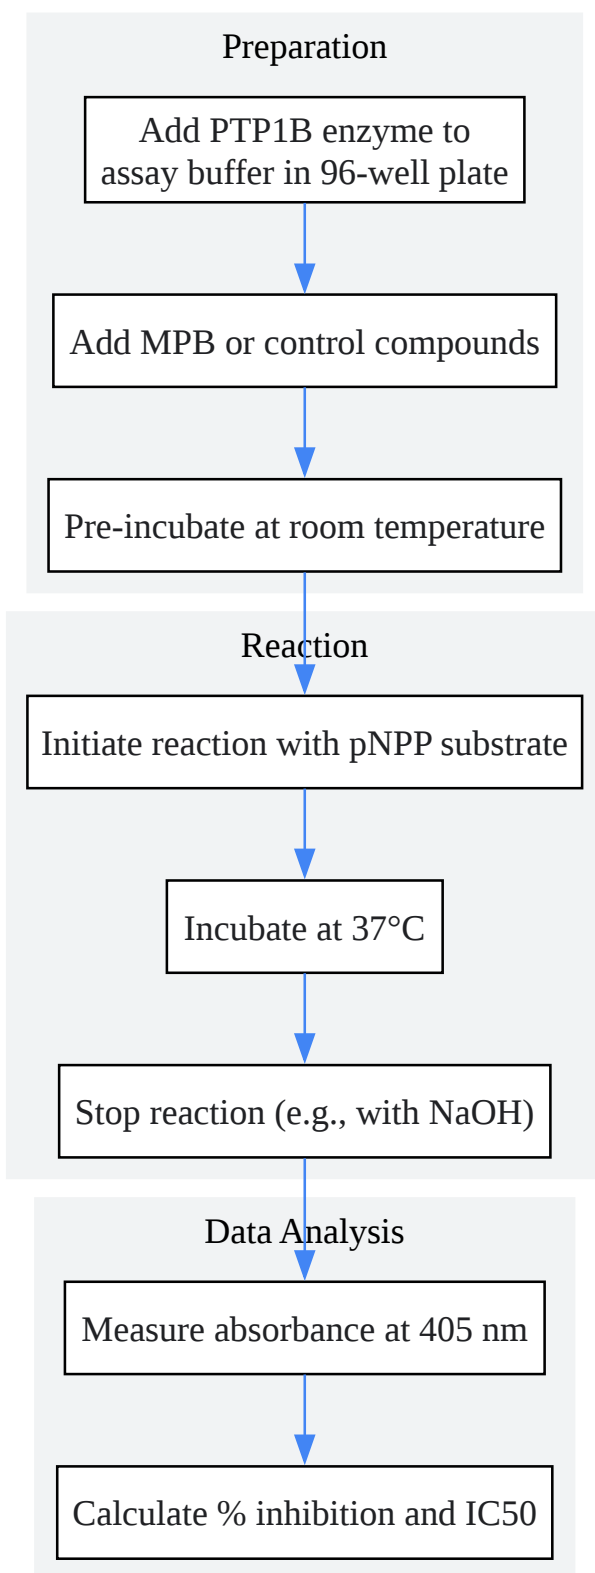 Preparation
Add PTP1B enzyme to
assay buffer in 96-well plate
Add MPB or control compounds
Pre-incubate at room temperature
Reaction
Initiate reaction with pNPP substrate
Incubate at 37°C
Stop reaction (e.g., with NaOH)
Data Analysis
Measure absorbance at 405 nm
Calculate % inhibition and IC50